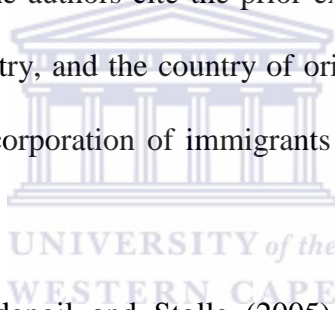 e authors cite the prior ex
try, and the country of ori
corporation of immigrants
UNIVERSITY of the
WESTERN CAPE
and Stolle (2005)